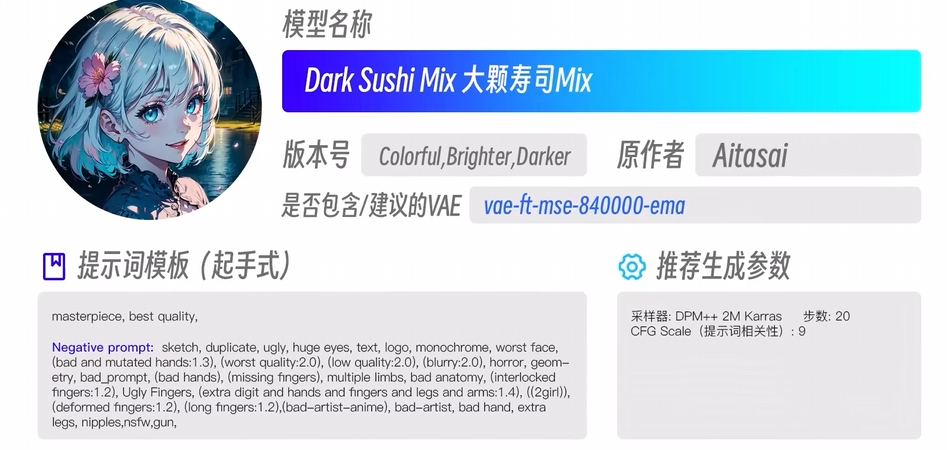 模型名称
Dark Sushi Mix 大颗寿司Mix
版本号 Colorful,Brighter,Darker 原作者 Aitasai
是否包含/建议的VAE vae-ft-mse-840000-ema
提示词模板（起手式）
masterpiece, best quality,
Negative prompt: sketch, duplicate, ugly, huge eyes, text, logo, monochrome, worst face,
(bad and mutated hands:1.3), (worst quality:2.0), (low quality:2.0), (blurry:2.0), horror, geom-
etry, bad_prompt, (bad hands), (missing fingers), multiple limbs, bad anatomy, (interlocked
fingers:1.2), Ugly Fingers, (extra digit and hands and fingers and legs and arms:1.4), ((2girl)),
(deformed fingers:1.2), (long fingers:1.2),(bad-artist-anime), bad-artist, bad hand, extra
legs, nipples,nsfw,gun,
推荐生成参数
采样器: DPM++ 2M Karras 步数: 20
CFG Scale（提示词相关性）: 9